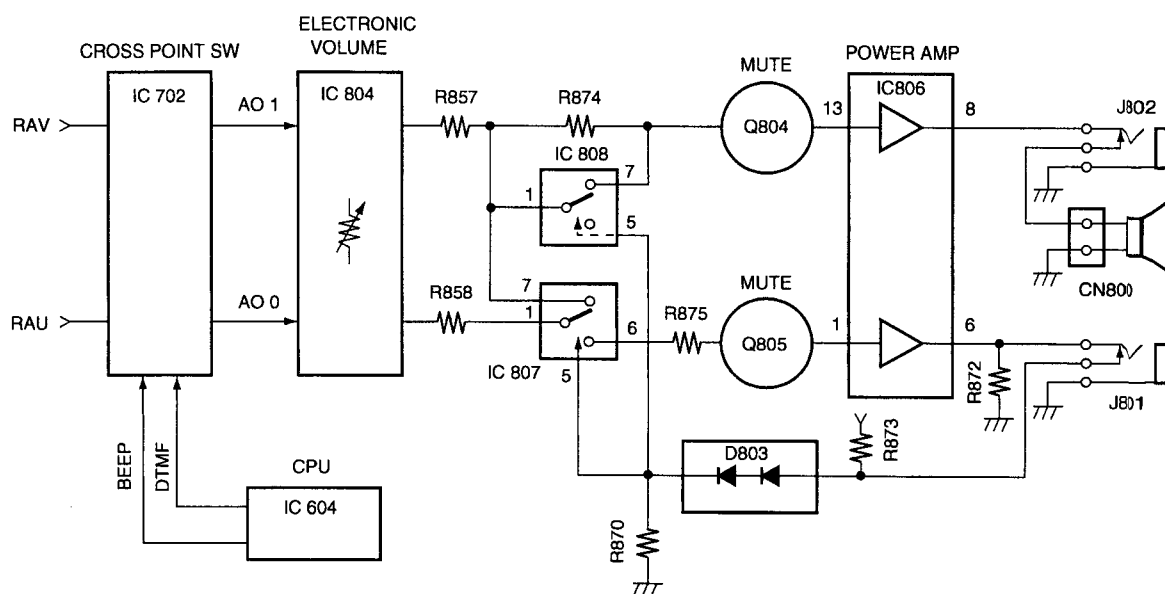 ELECTRONIC
VOLUME
CROSS POINT SW
POWER AMP
MUTE
IC 702
IC 804
IC806
RAV
AO 1
R857
R874
Q804
13
8
J802
IC 808
7
1
5
CN800
RAU
AO 0
R858
7
1
6
R875
MUTE
Q805
1
6
IC 807
5
R872
J801
BEEP
DTMF
CPU
IC 604
D803
R873
R870